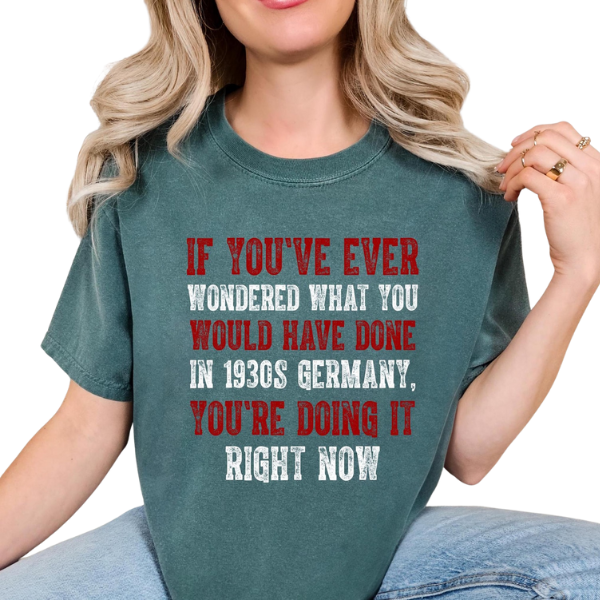 IF YOU'VE EVER
WONDERED WHAT YOU
WOULD HAVE DONE
IN 1930S GERMANY,
YOU'RE DOING IT
RIGHT NOW